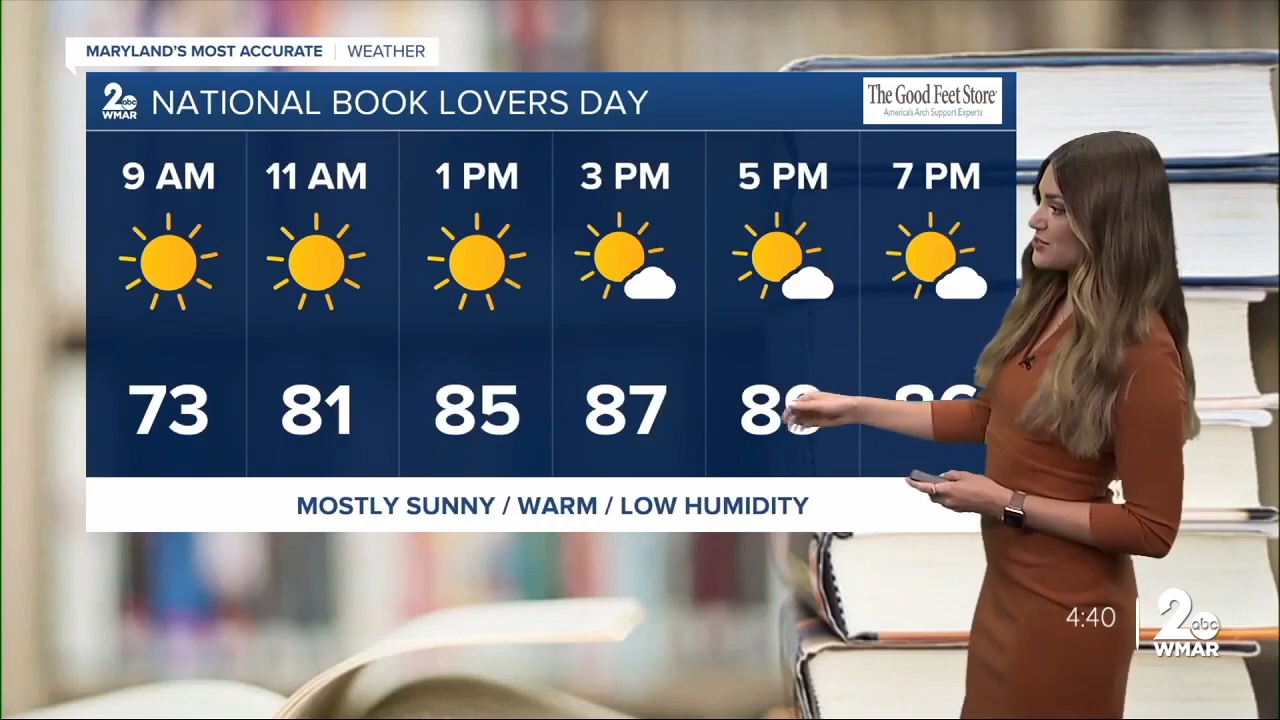 MARYLAND'S MOST ACCURATE | WEATHER
2 abc WMAR NATIONAL BOOK LOVERS DAY
The Good Feet Store
America's Arch Support Experts
9 AM 11 AM 1 PM 3 PM 5 PM 7 PM
73 81 85 87
MOSTLY SUNNY / WARM / LOW HUMIDITY
4:40 2 abc
WMAR